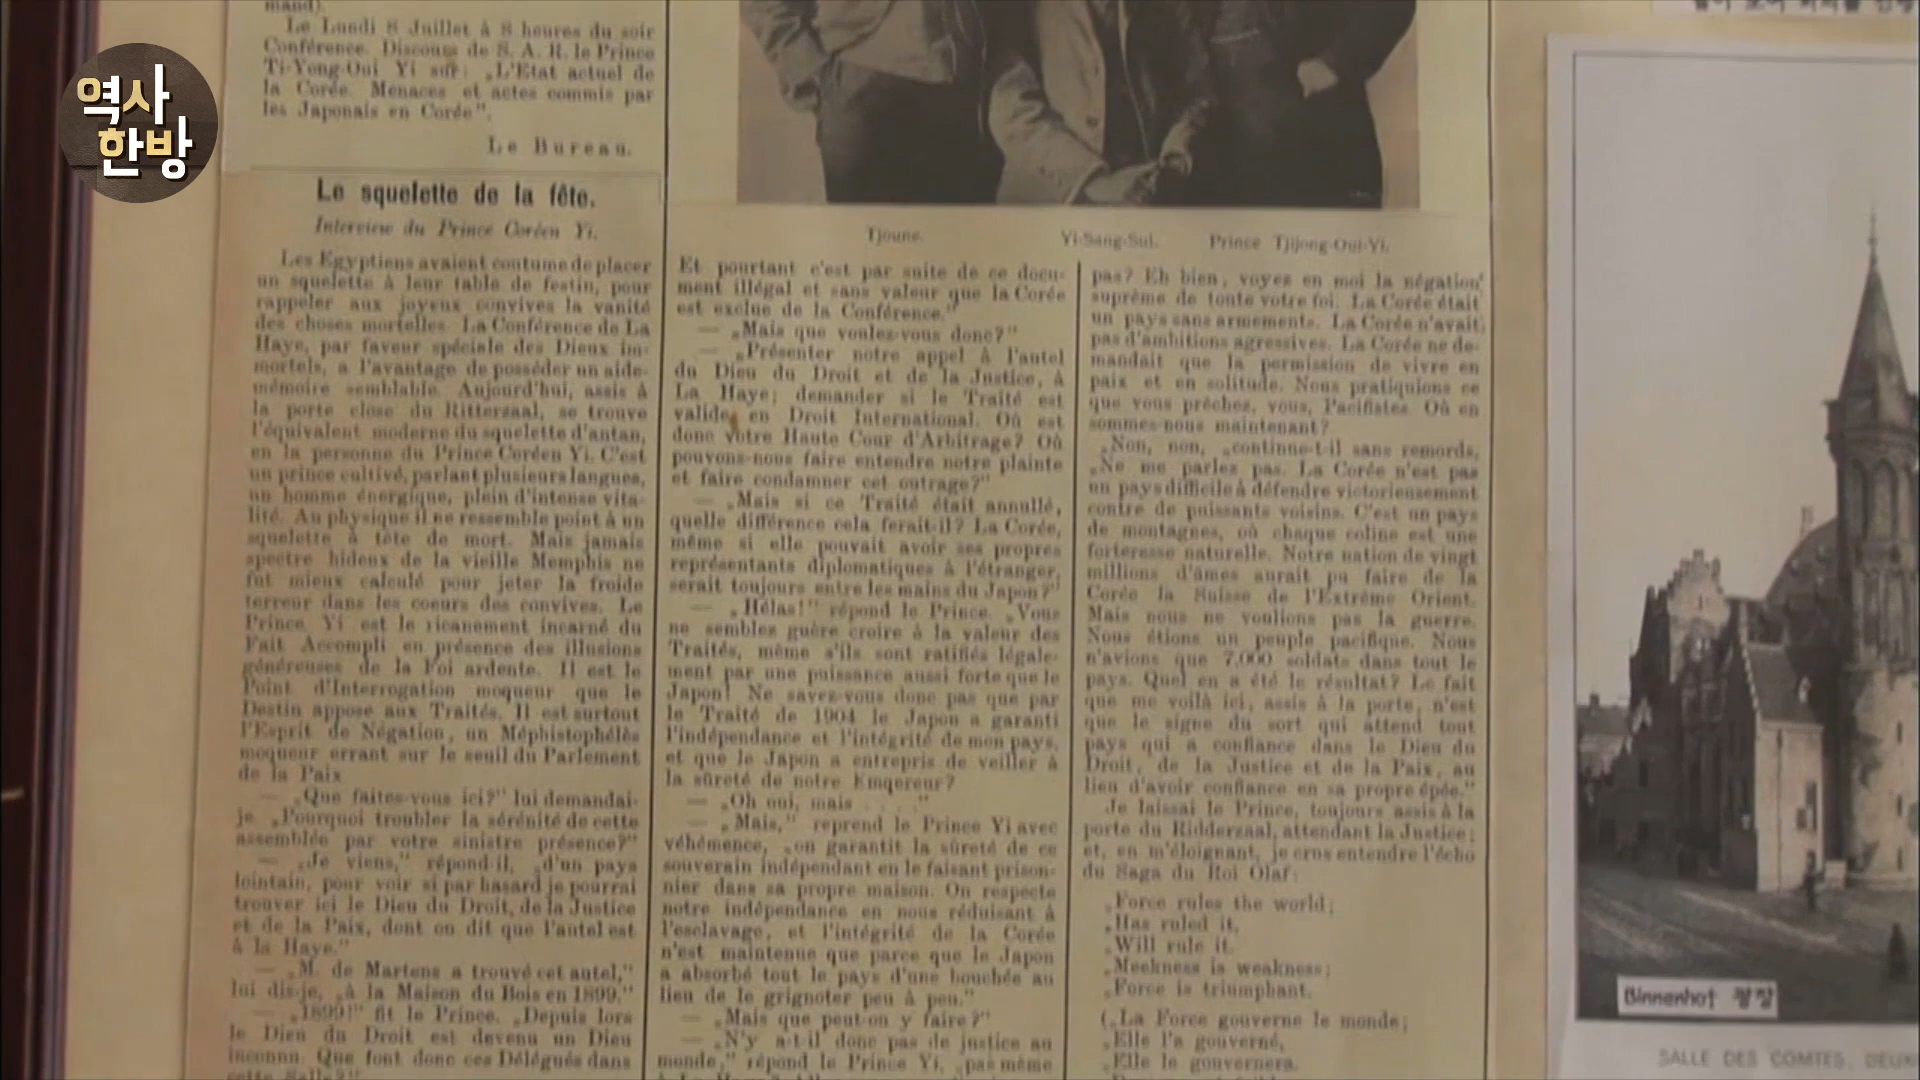 역사
한방
mand).
Le Lundi 8 Juillet à 8 heures du soir
Conférence. Discours de S. A. R. le Prince
Ti-Yong-Oui Yi sur: „L'Etat actuel de
la Corée. Menaces et actes commis par
les Japonais en Corée".
Le Bureau.
Le squelette de la fête.
Interview du Prince Coréen Yi.
Les Egyptiens avaient coutume de placer
un squelette à leur table de festin, pour
rappeler aux joyeux convives la vanité
des choses mortelles. La Conférence de La
Haye, par faveur spéciale des Dieux im-
mortels, a l'avantage de posséder un aide-
mémoire semblable. Aujourd'hui, assis à
la porte close du Ritterzaal, se trouve
l'équivalent moderne du squelette d'antan,
en la personne du Prince Coréen Yi. C'est
un prince cultivé, parlant plusieurs langues,
un homme énergique, plein d'intense vita-
lité. Au physique il ne ressemble point à un
squelette à tête de mort. Mais jamais
spectre hideux de la vieille Memphis ne
fut mieux calculé pour jeter la froide
terreur dans les coeurs des convives. Le
Prince Yi est le ricanement incarné du
Fait Accompli en présence des illusions
généreuses de la Foi ardente. Il est le
Point d'Interrogation moqueur que le
Destin appose aux Traités. Il est surtout
l'Esprit de Négation, un Méphistophélès
moqueur errant sur le seuil du Parlement
de la Paix
— „Que faites-vous ici?" lui demandai-
je. „Pourquoi troubler la sérénité de cette
assemblée par votre sinistre présence?"
— „Je viens," répond-il, „d'un pays
lointain, pour voir si par hasard je pourrai
trouver ici le Dieu du Droit, de la Justice
et de la Paix, dont on dit que l'autel est
à la Haye."
— „M. de Martens a trouvé cet autel,"
lui dis-je, „à la Maison du Bois en 1899."
— „1899!" fit le Prince. „Depuis lors
le Dieu du Droit est devenu un Dieu
inconnu. Que font donc ces Délégués dans
cette Salle?"
Tjoune.
Yi-Sang-Sul.
Prince Tjijong-Oui-Yi.
Et pourtant c'est par suite de ce docu-
ment illégal et sans valeur que la Corée
est exclue de la Conférence."
— „Mais que voulez-vous donc?"
— „Présenter notre appel à l'autel
du Dieu du Droit et de la Justice, à
La Haye; demander si le Traité est
valide en Droit International. Où est
donc votre Haute Cour d'Arbitrage? Où
pouvons-nous faire entendre notre plainte
et faire condamner cet outrage?"
— „Mais si ce Traité était annullé,
quelle différence cela ferait-il? La Corée,
même si elle pouvait avoir ses propres
représentants diplomatiques à l'étranger,
serait toujours entre les mains du Japon?"
— „Hélas!" répond le Prince. „Vous
ne semblez guère croire à la valeur des
Traités, même s'ils sont ratifiés légale-
ment par une puissance aussi forte que le
Japon! Ne savez-vous donc pas que par
le Traité de 1904 le Japon a garanti
l'indépendance et l'intégrité de mon pays,
et que le Japon a entrepris de veiller à
la sûreté de notre Emqereur?
— „Oh oui, mais . . . ."
— „Mais," reprend le Prince Yi avec
véhémence, „on garantit la sûreté de ce
souverain indépendant en le faisant prison-
nier dans sa propre maison. On respecte
notre indépendance en nous réduisant à
l'esclavage, et l'intégrité de la Corée
n'est maintenue que parce que le Japon
a absorbé tout le pays d'une bouchée au
lieu de le grignoter peu à peu."
— „Mais que peut-on y faire?"
— „N'y a-t-il donc pas de justice au
monde," répond le Prince Yi, „pas même
pas? Eh bien, voyez en moi la négation
suprême de toute votre foi. La Corée était
un pays sans armements. La Corée n'avait
pas d'ambitions agressives. La Corée ne de-
mandait que la permission de vivre en
paix et en solitude. Nous pratiquions ce
que vous prêchez, vous, Pacifistes. Où en
sommes-nous maintenant?
„Non, non, „continue-t-il sans remords,
„Ne me parlez pas. La Corée n'est pas
un pays difficile à défendre victorieusement
contre de puissants voisins. C'est un pays
de montagnes, où chaque coline est une
forteresse naturelle. Notre nation de vingt
millions d'âmes aurait pu faire de la
Corée la Suisse de l'Extrême Orient.
Mais nous ne voulions pas la guerre.
Nous étions un peuple pacifique. Nous
n'avions que 7,000 soldats dans tout le
pays. Quel en a été le résultat? Le fait
que me voilà ici, assis à la porte, n'est
que le signe du sort qui attend tout
pays qui a confiance dans le Dieu du
Droit, de la Justice et de la Paix, au
lieu d'avoir confiance en sa propre épée."
Je laissai le Prince, toujours assis à la
porte du Ridderzaal, attendant la Justice;
et, en m'éloignant, je crus entendre l'écho
du Saga du Roi Olaf:
„Force rules the world;
„Has ruled it,
„Will rule it.
„Meekness is weakness;
„Force is triumphant.
(„La Force gouverne le monde;
„Elle l'a gouverné,
„Elle le gouvernera.
Binnenhof 광장
SALLE DES COMTES,